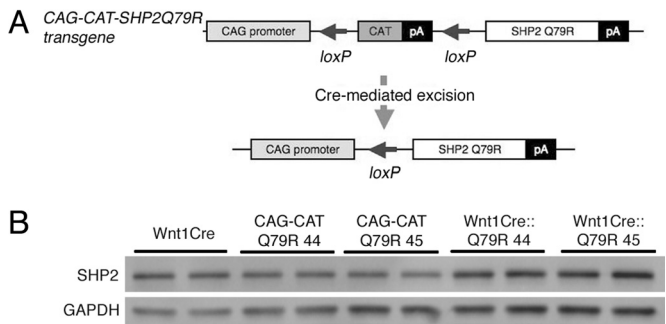 A
CAG-CAT-SHP2Q79R
transgene
CAG promoter
CAT
pA
SHP2 Q79R
pA
loxP
loxP
Cre-mediated excision
CAG promoter
SHP2 Q79R
pA
loxP
B
Wnt1Cre
CAG-CAT
Q79R 44
CAG-CAT
Q79R 45
Wnt1Cre::
Q79R 44
Wnt1Cre::
Q79R 45
SHP2
GAPDH